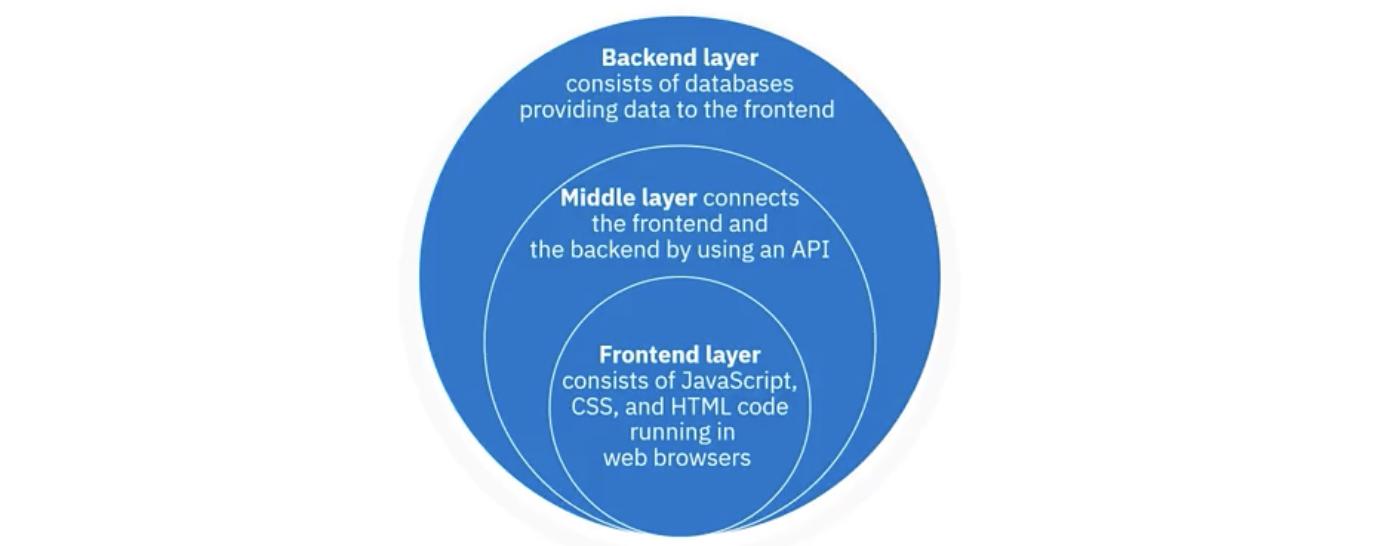 Backend layer
consists of databases
providing data to the frontend
Middle layer connects
the frontend and
the backend by using an API
Frontend layer
consists of JavaScript,
CSS, and HTML code
running in
web browsers